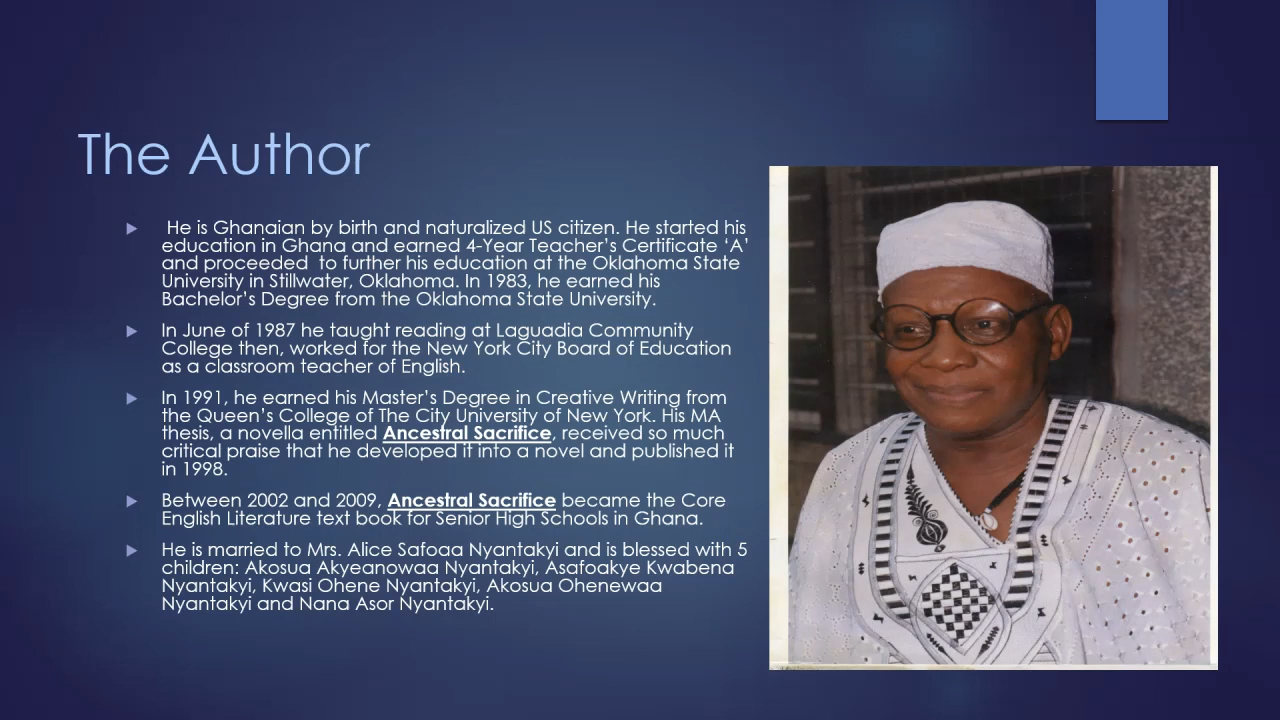 The Author
He is Ghanaian by birth and naturalized US citizen. He started his
education in Ghana and earned 4-Year Teacher’s Certificate ‘A’
and proceeded  to further his education at the Oklahoma State
University in Stillwater, Oklahoma. In 1983, he earned his
Bachelor’s Degree from the Oklahoma State University.
In June of 1987 he taught reading at Laguadia Community
College then, worked for the New York City Board of Education
as a classroom teacher of English.
In 1991, he earned his Master’s Degree in Creative Writing from
the Queen’s College of The City University of New York. His MA
thesis, a novella entitled Ancestral Sacrifice, received so much
critical praise that he developed it into a novel and published it
in 1998.
Between 2002 and 2009, Ancestral Sacrifice became the Core
English Literature text book for Senior High Schools in Ghana.
He is married to Mrs. Alice Safoaa Nyantakyi and is blessed with 5
children: Akosua Akyeanowaa Nyantakyi, Asafoakye Kwabena
Nyantakyi, Kwasi Ohene Nyantakyi, Akosua Ohenewaa
Nyantakyi and Nana Asor Nyantakyi.